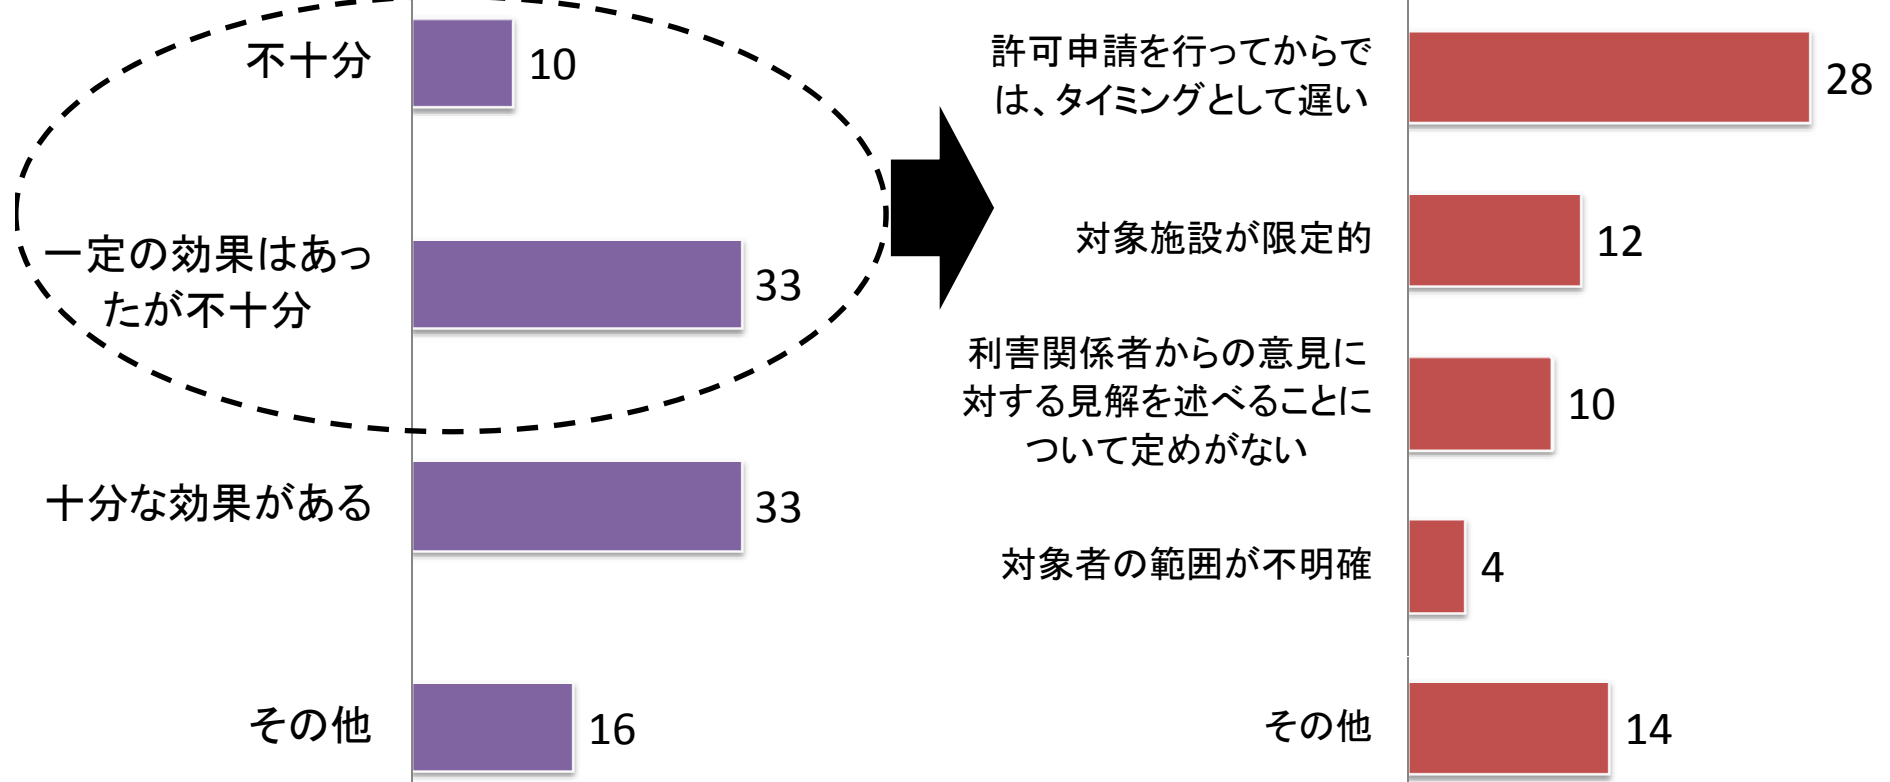 不十分
10
一定の効果はあっ
たが不十分
33
十分な効果がある
33
その他
16
許可申請を行ってからで
は、タイミングとして遅い
28
対象施設が限定的
12
利害関係者からの意見に
対する見解を述べることに
ついて定めがない
10
対象者の範囲が不明確
4
その他
14